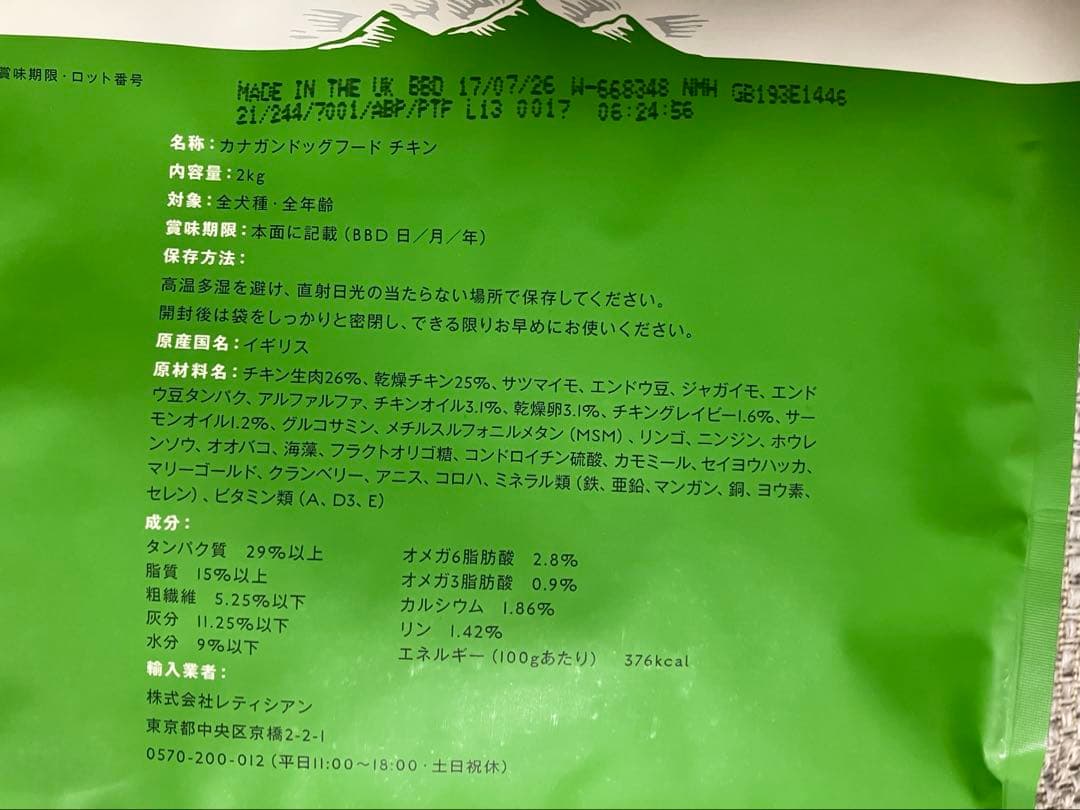 賞味期限・ロット番号
MADE IN THE UK BBD 17/07/26 W-668348 NMH GB193E1446
21/244/7001/ABP/PTF L13 0017 06:24:56
名称：カナガンドッグフード チキン
内容量：2kg
対象：全犬種・全年齢
賞味期限：本面に記載（BBD 日／月／年）
保存方法：
高温多湿を避け、直射日光の当たらない場所で保存してください。
開封後は袋をしっかりと密閉し、できる限りお早めにお使いください。
原産国名：イギリス
原材料名：チキン生肉26%、乾燥チキン25%、サツマイモ、エンドウ豆、ジャガイモ、エンド
ウ豆タンパク、アルファルファ、チキンオイル3.1%、乾燥卵3.1%、チキングレイビー1.6%、サー
モンオイル1.2%、グルコサミン、メチルスルフォニルメタン（MSM）、リンゴ、ニンジン、ホウレ
ンソウ、オオバコ、海藻、フラクトオリゴ糖、コンドロイチン硫酸、カモミール、セイヨウハッカ、
マリーゴールド、クランベリー、アニス、コロハ、ミネラル類（鉄、亜鉛、マンガン、銅、ヨウ素、
セレン）、ビタミン類（A、D3、E）
成分：
タンパク質 29%以上
脂質 15%以上
粗繊維 5.25%以下
灰分 11.25%以下
水分 9%以下
オメガ6脂肪酸 2.8%
オメガ3脂肪酸 0.9%
カルシウム 1.86%
リン 1.42%
エネルギー（100gあたり） 376kcal
輸入業者：
株式会社レティシアン
東京都中央区京橋2-2-1
0570-200-012（平日11:00〜18:00・土日祝休）